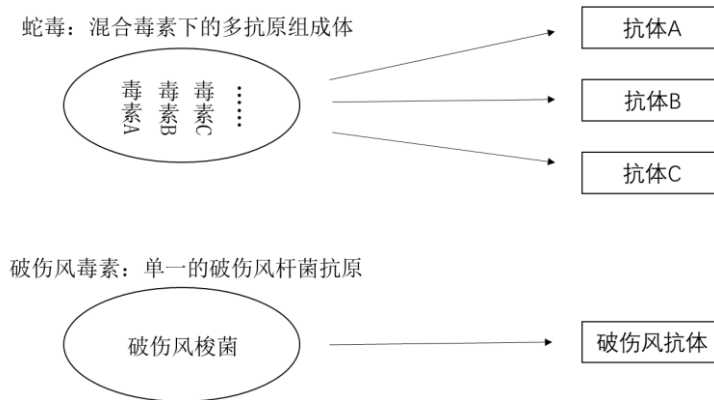 蛇毒：混合毒素下的多抗原组成体
毒素A
毒素B
毒素C
……
抗体A
抗体B
抗体C
破伤风毒素：单一的破伤风杆菌抗原
破伤风梭菌
破伤风抗体